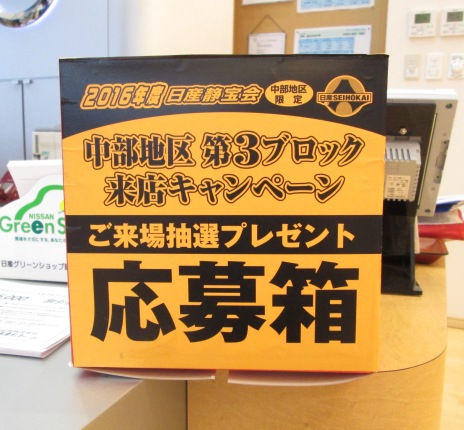 2016年度 日産静宝会 中部地区限定 日産SEIHOKAI
中部地区 第3ブロック
来店キャンペーン
ご来場抽選プレゼント
応募箱
NISSAN
GReeN S
日産グリーンショップ